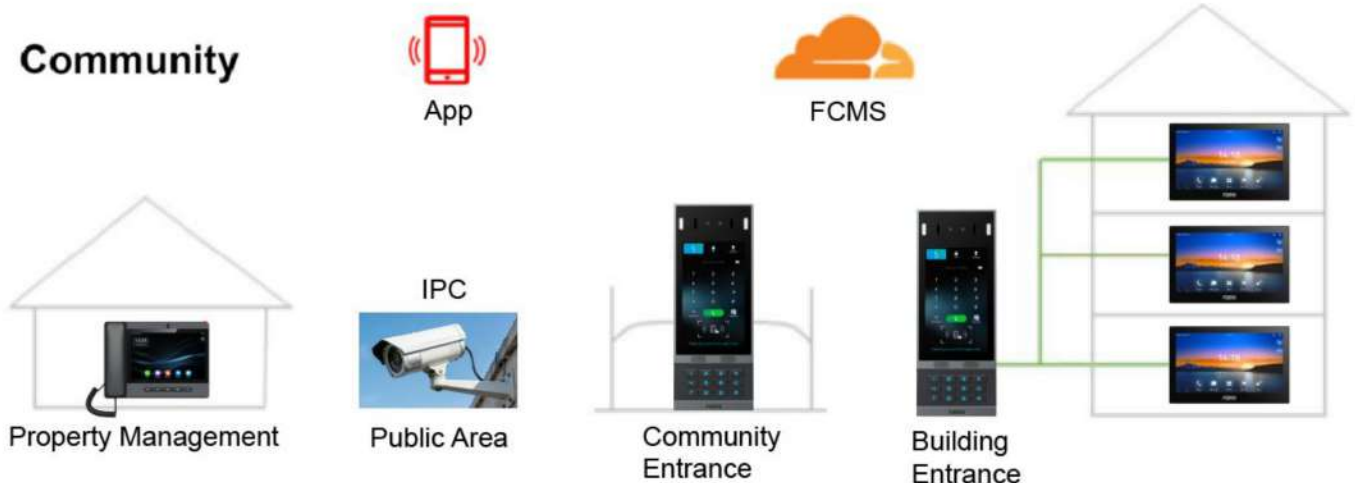 Community
App
FCMS
IPC
Property Management
Public Area
Community
Entrance
Building
Entrance